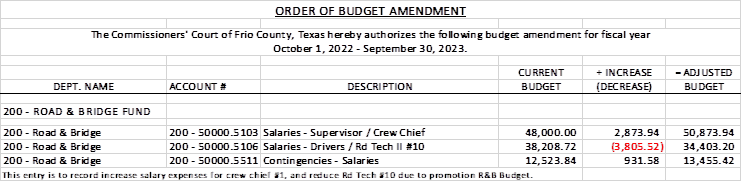 ORDER OF BUDGET AMENDMENT
The Commissioners' Court of Frio County, Texas hereby authorizes the following budget amendment for fiscal year
October 1, 2022 - September 30, 2023.
CURRENT + INCREASE = ADJUSTED
DEPT. NAME ACCOUNT # DESCRIPTION BUDGET (DECREASE) BUDGET
200 - ROAD & BRIDGE FUND
200 - Road & Bridge 200 - 50000.5103 Salaries - Supervisor / Crew Chief 48,000.00 2,873.94 50,873.94
200 - Road & Bridge 200 - 50000.5106 Salaries - Drivers / Rd Tech II #10 38,208.72 (3,805.52) 34,403.20
200 - Road & Bridge 200 - 50000.5511 Contingencies - Salaries 12,523.84 931.58 13,455.42
This entry is to record increase salary expenses for crew chief #1, and reduce Rd Tech #10 due to promotion R&B Budget.